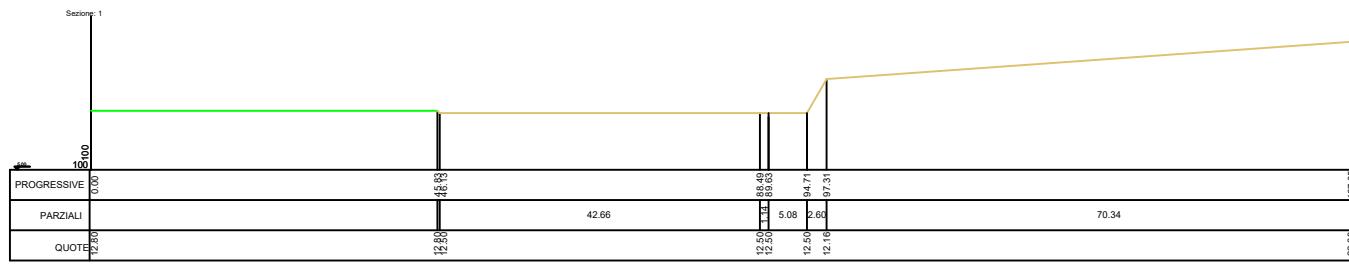 Sezione: 1
100
100
PROGRESSIVE 0.00 45.83 46.13 88.49 89.63 94.71 97.31
PARZIALI 42.66 1.14 5.08 2.60 70.34
QUOTE 12.80 12.80 12.50 12.50 12.50 12.50 12.16